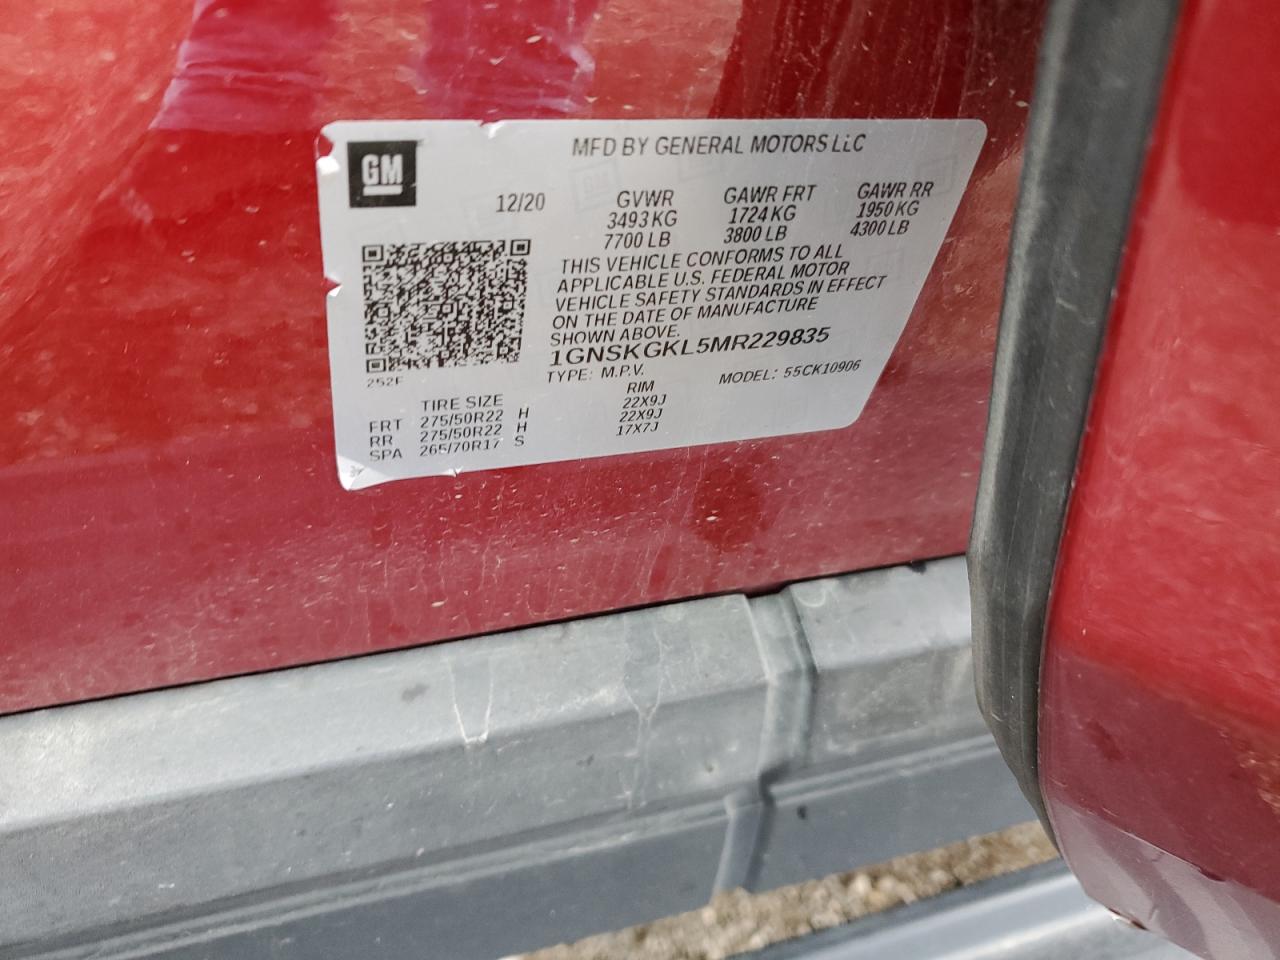 GM
MFD BY GENERAL MOTORS LLC
12/20 GVWR GAWR FRT GAWR RR
3493 KG 1724 KG 1950 KG
7700 LB 3800 LB 4300 LB
THIS VEHICLE CONFORMS TO ALL
APPLICABLE U.S. FEDERAL MOTOR
VEHICLE SAFETY STANDARDS IN EFFECT
ON THE DATE OF MANUFACTURE
SHOWN ABOVE.
1GNSKGKL5MR229835
TYPE: M.P.V. MODEL: 55CK10906
252F
TIRE SIZE RIM
FRT 275/50R22 H 22X9J
RR 275/50R22 H 22X9J
SPA 265/70R17 S 17X7J